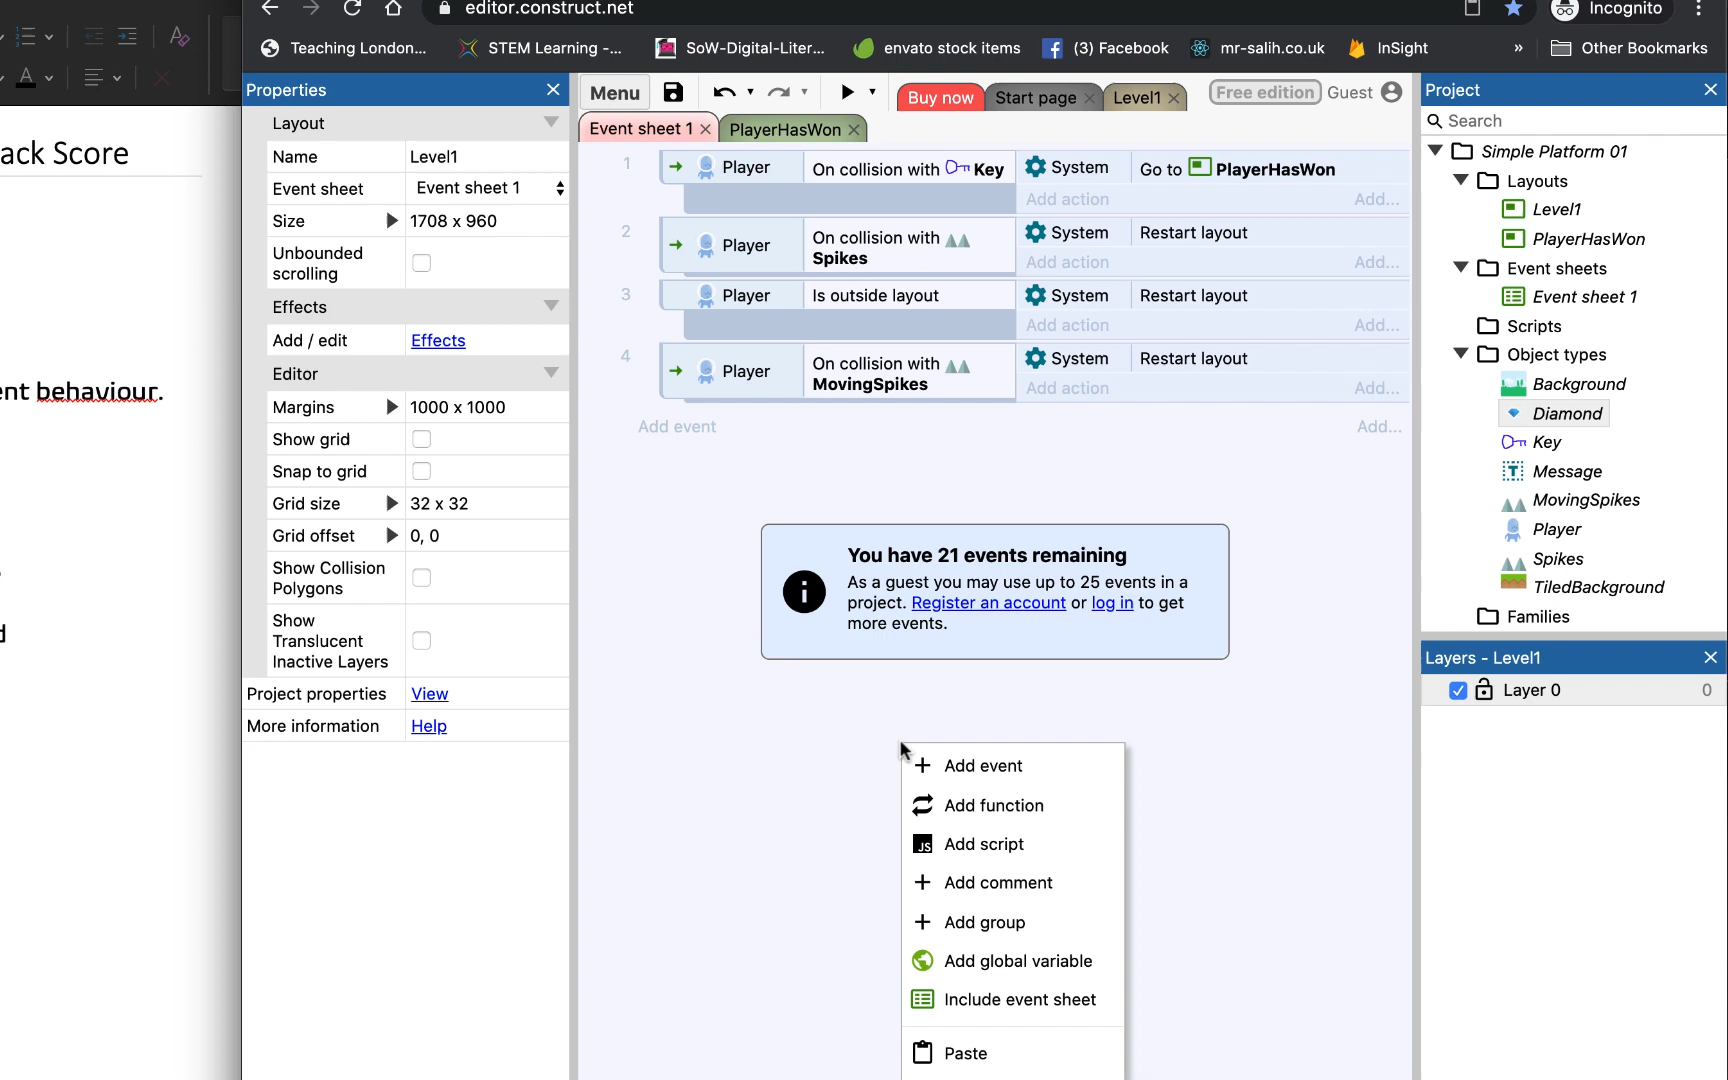 editor.construct.net
Incognito
Teaching London...
STEM Learning -...
SoW-Digital-Liter...
envato stock items
(3) Facebook
mr-salih.co.uk
InSight
»
Other Bookmarks
ack Score
ent behaviour.
Properties
Layout
Name Level1
Event sheet Event sheet 1
Size 1708 x 960
Unbounded
scrolling
Effects
Add / edit Effects
Editor
Margins 1000 x 1000
Show grid
Snap to grid
Grid size 32 x 32
Grid offset 0, 0
Show Collision
Polygons
Show
Translucent
Inactive Layers
Project properties View
More information Help
Menu
Buy now
Start page
Level1
Free edition
Guest
Event sheet 1
PlayerHasWon
1 Player On collision with Key System Go to PlayerHasWon
Add action Add...
2 Player On collision with
Spikes
System Restart layout
Add action Add...
3 Player Is outside layout System Restart layout
Add action Add...
4 Player On collision with
MovingSpikes
System Restart layout
Add action Add...
Add event Add...
You have 21 events remaining
As a guest you may use up to 25 events in a
project. Register an account or log in to get
more events.
Add event
Add function
JS Add script
Add comment
Add group
Add global variable
Include event sheet
Paste
Project
Search
Simple Platform 01
Layouts
Level1
PlayerHasWon
Event sheets
Event sheet 1
Scripts
Object types
Background
Diamond
Key
Message
MovingSpikes
Player
Spikes
TiledBackground
Families
Layers - Level1
Layer 0 0